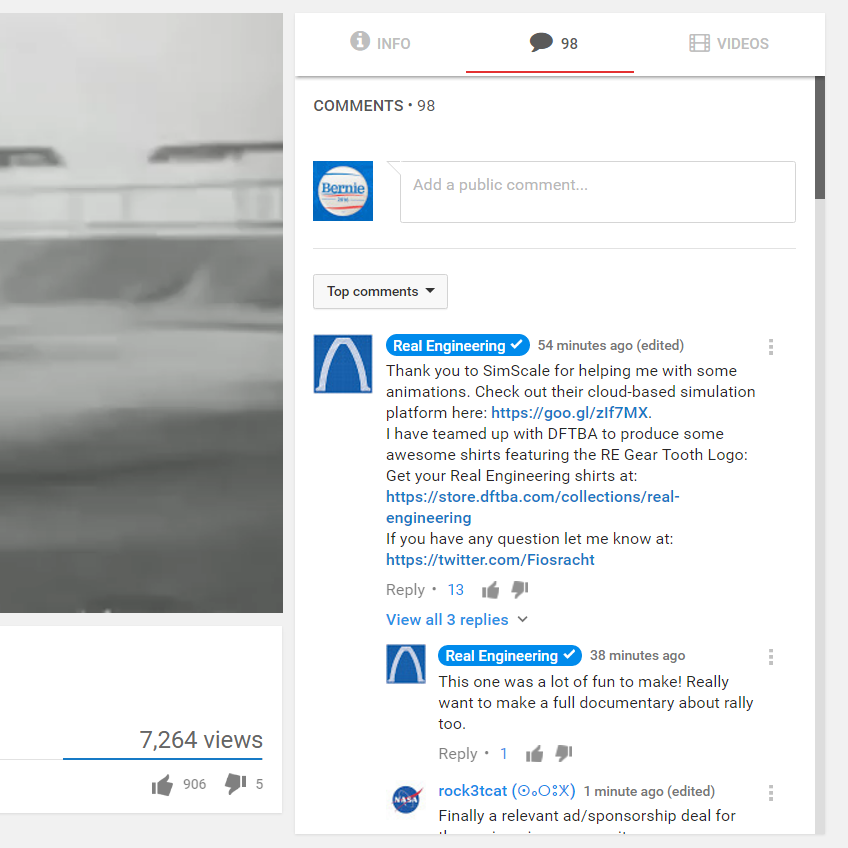 INFO
98
VIDEOS
COMMENTS • 98
Bernie
2016
Add a public comment...
Top comments
Real Engineering
54 minutes ago (edited)
Thank you to SimScale for helping me with some
animations. Check out their cloud-based simulation
platform here: https://goo.gl/zIf7MX.
I have teamed up with DFTBA to produce some
awesome shirts featuring the RE Gear Tooth Logo:
Get your Real Engineering shirts at:
https://store.dftba.com/collections/real-
engineering
If you have any question let me know at:
https://twitter.com/Fiosracht
Reply • 13
View all 3 replies
Real Engineering
38 minutes ago
This one was a lot of fun to make! Really
want to make a full documentary about rally
too.
Reply • 1
NASA
rock3tcat
1 minute ago (edited)
Finally a relevant ad/sponsorship deal for
7,264 views
906
5